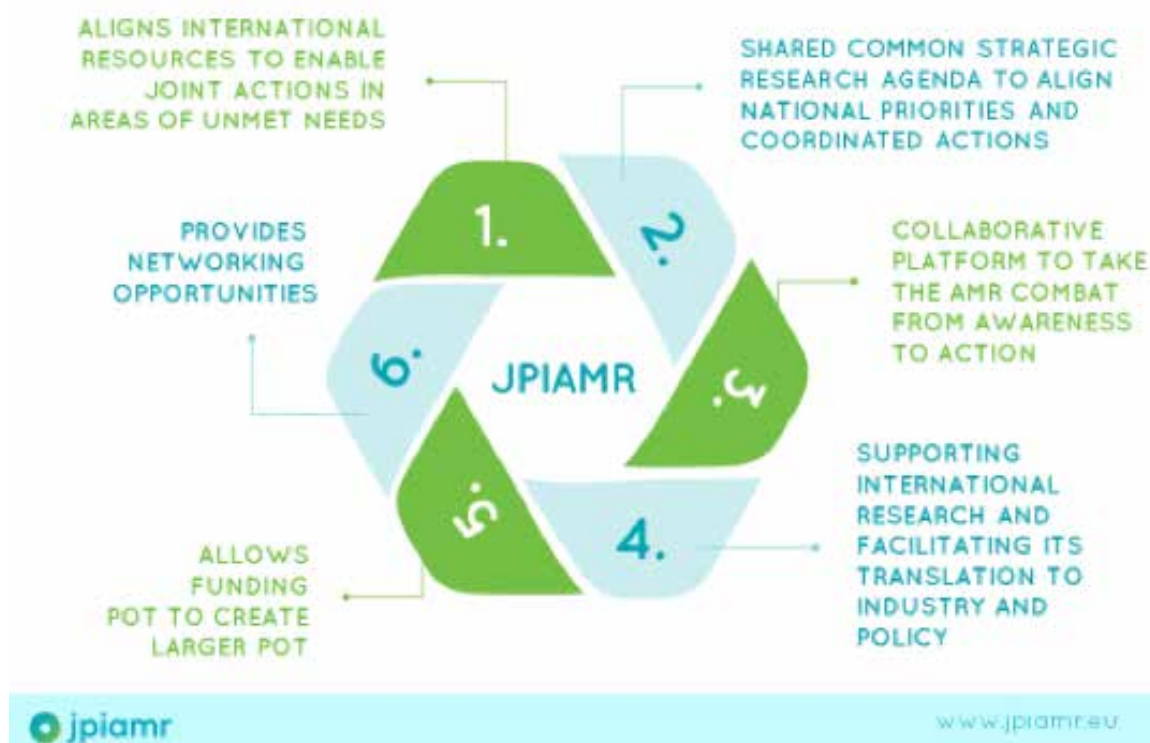 ALIGNS INTERNATIONAL
RESOURCES TO ENABLE
JOINT ACTIONS IN
AREAS OF UNMET NEEDS
SHARED COMMON STRATEGIC
RESEARCH AGENDA TO ALIGN
NATIONAL PRIORITIES AND
COORDINATED ACTIONS
1.
2.
PROVIDES
NETWORKING
OPPORTUNITIES
COLLABORATIVE
PLATFORM TO TAKE
THE AMR COMBAT
FROM AWARENESS
TO ACTION
6.
JPIAMR
3.
SUPPORTING
INTERNATIONAL
RESEARCH AND
FACILITATING ITS
TRANSLATION TO
INDUSTRY AND
POLICY
5.
4.
ALLOWS
FUNDING
POT TO CREATE
LARGER POT
jpiamr
www.jpiamr.eu